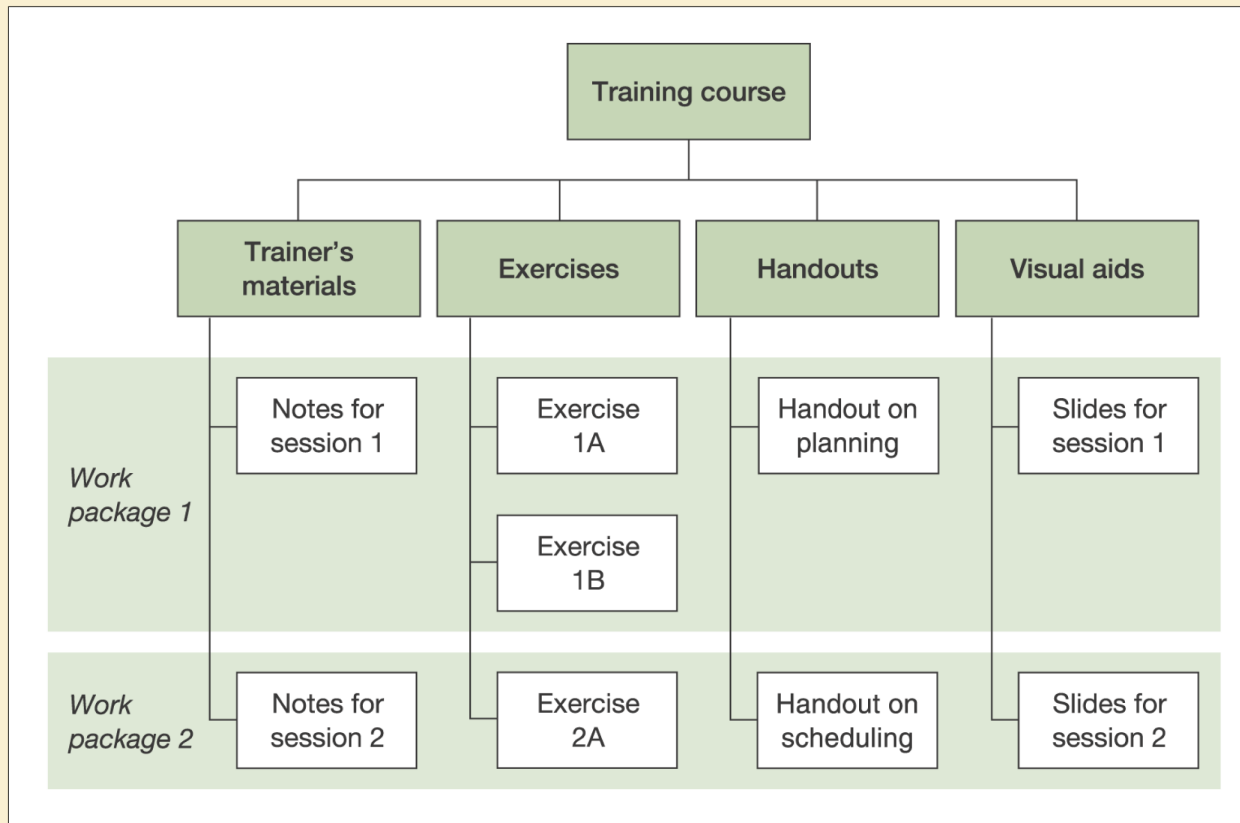 Training course
Trainer's
materials
Exercises
Handouts
Visual aids
Work
package 1
Notes for
session 1
Exercise
1A
Handout on
planning
Slides for
session 1
Exercise
1B
Work
package 2
Notes for
session 2
Exercise
2A
Handout on
scheduling
Slides for
session 2